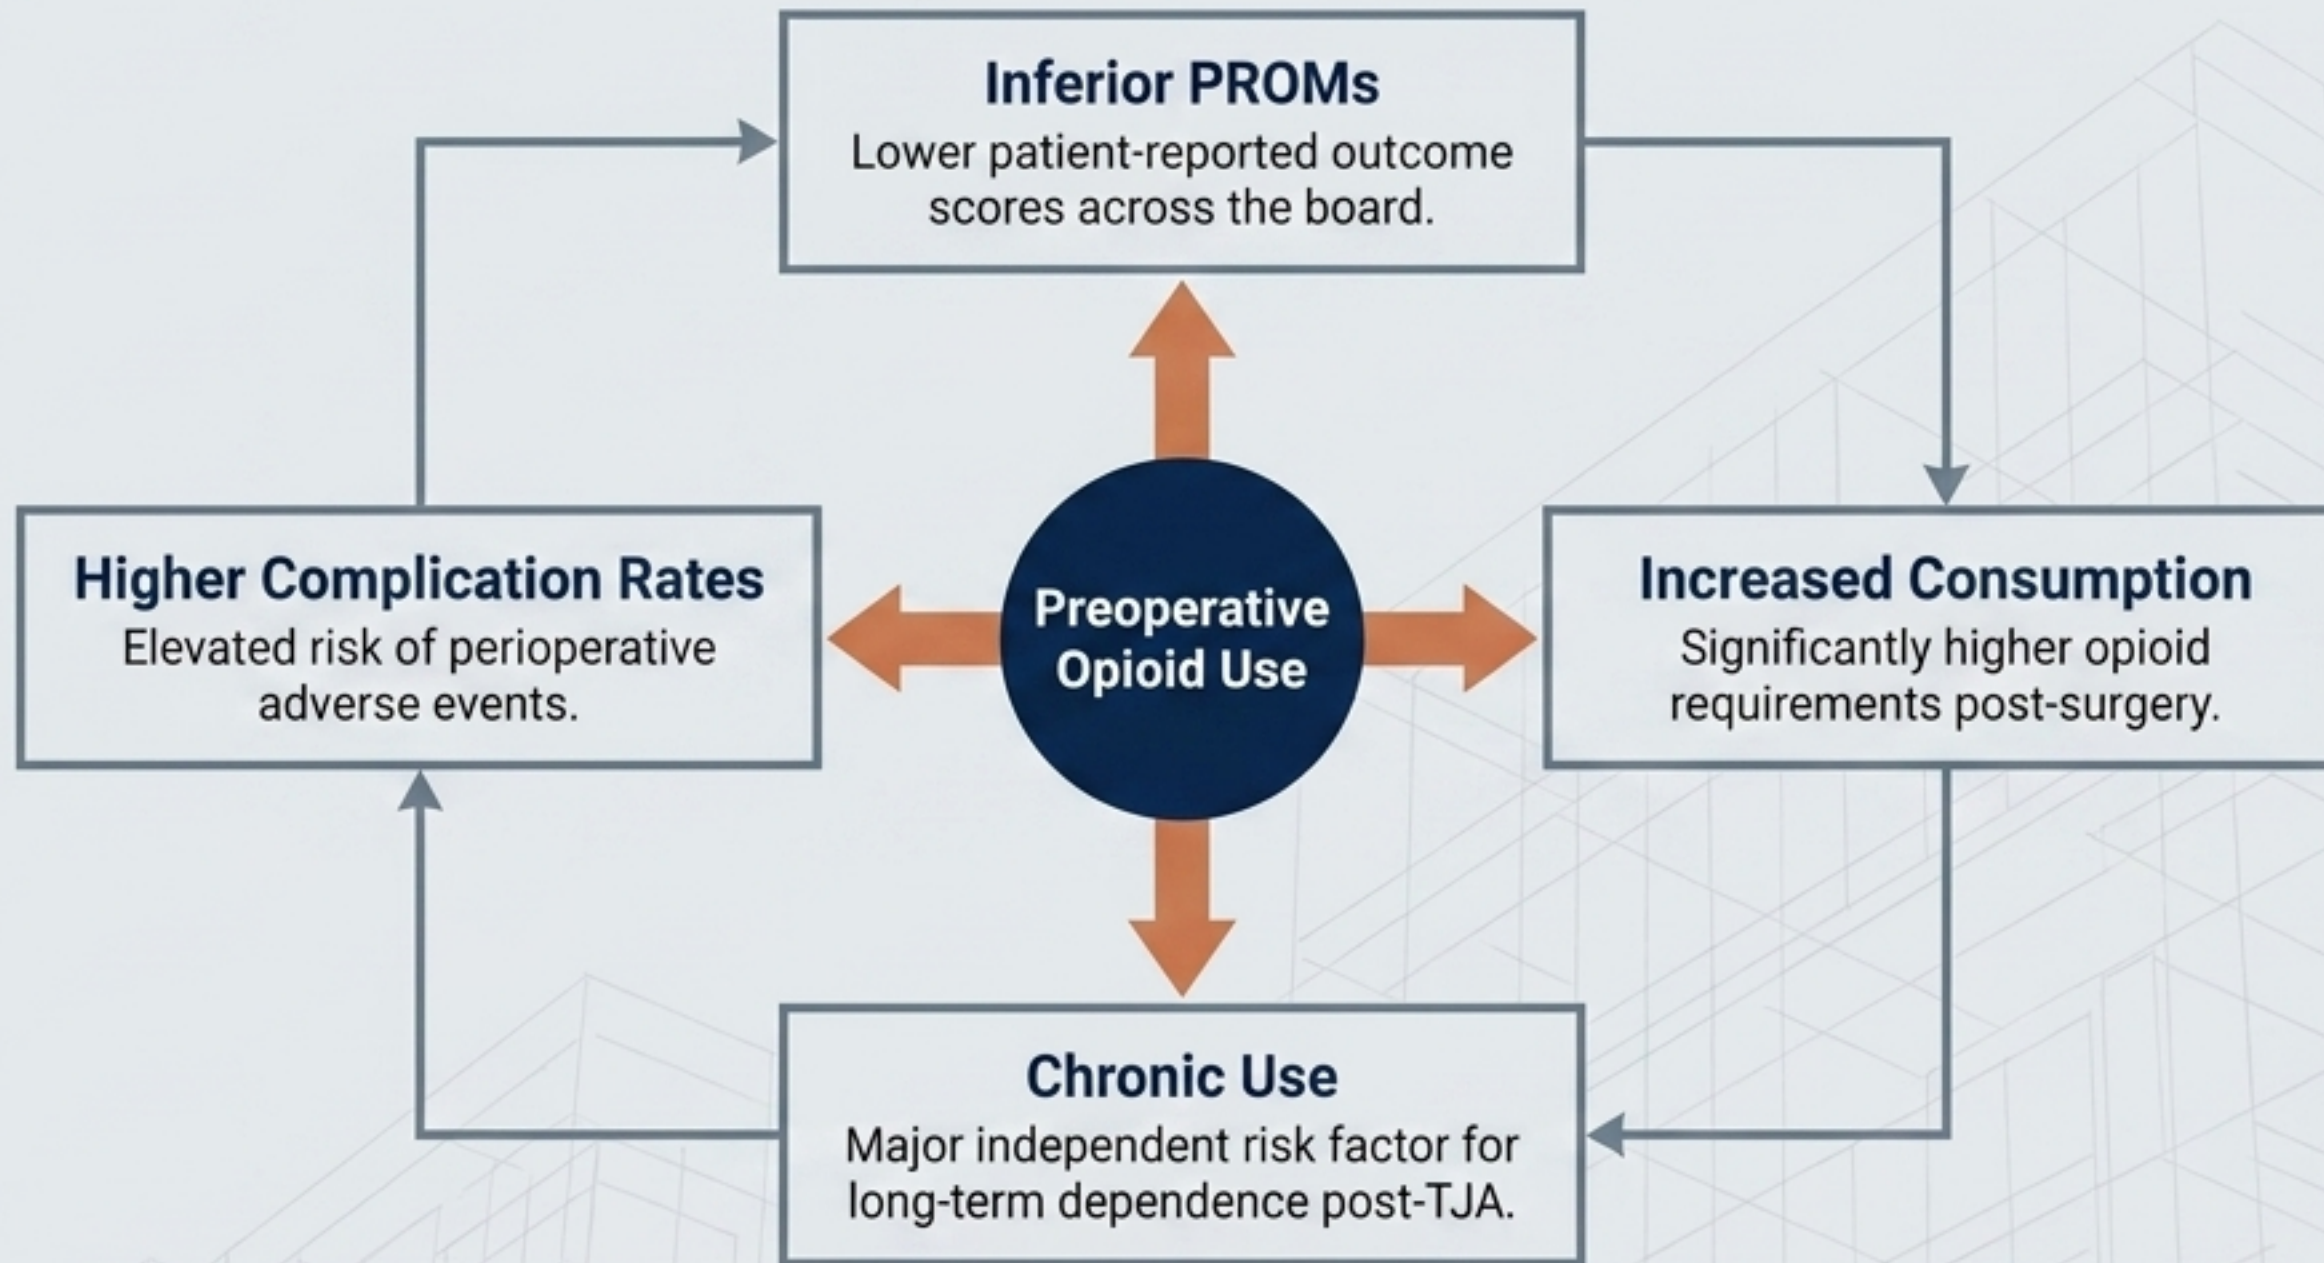 Inferior PROMs
Lower patient-reported outcome
scores across the board.
Higher Complication Rates
Elevated risk of perioperative
adverse events.
Preoperative
Opioid Use
Increased Consumption
Significantly higher opioid
requirements post-surgery.
Chronic Use
Major independent risk factor for
long-term dependence post-TJA.